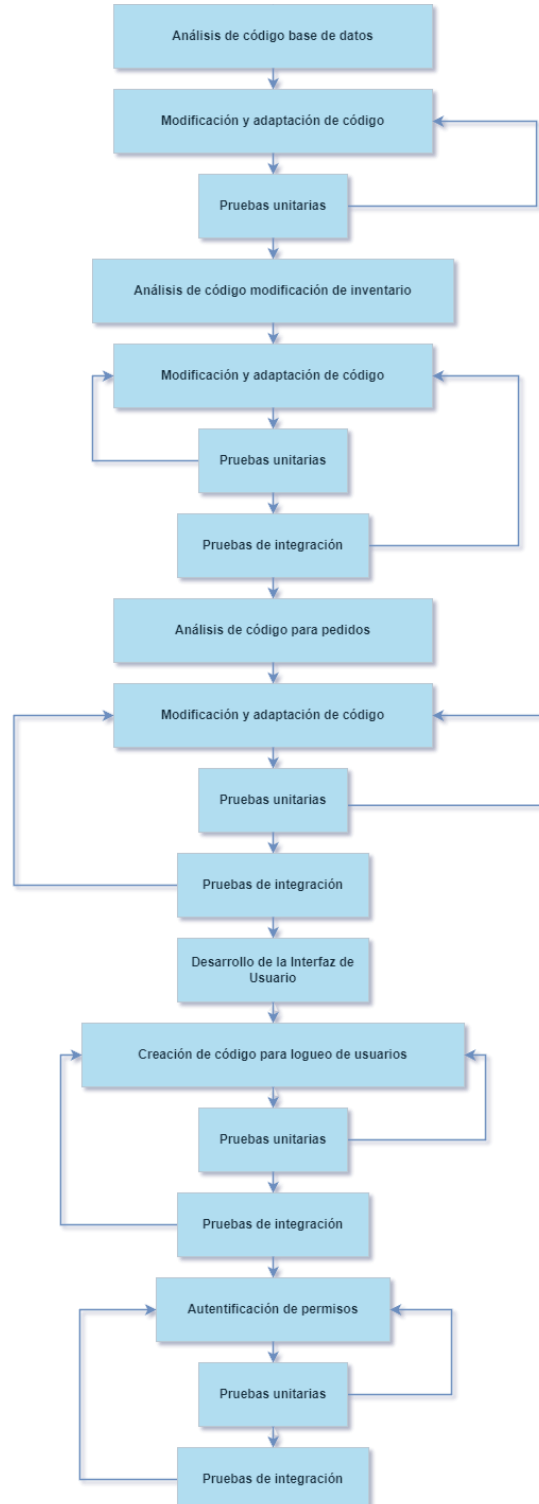 Análisis de código base de datos
Modificación y adaptación de código
Pruebas unitarias
Análisis de código modificación de inventario
Modificación y adaptación de código
Pruebas unitarias
Pruebas de integración
Análisis de código para pedidos
Modificación y adaptación de código
Pruebas unitarias
Pruebas de integración
Desarrollo de la Interfaz de
Usuario
Creación de código para logueo de usuarios
Pruebas unitarias
Pruebas de integración
Autentificación de permisos
Pruebas unitarias
Pruebas de integración